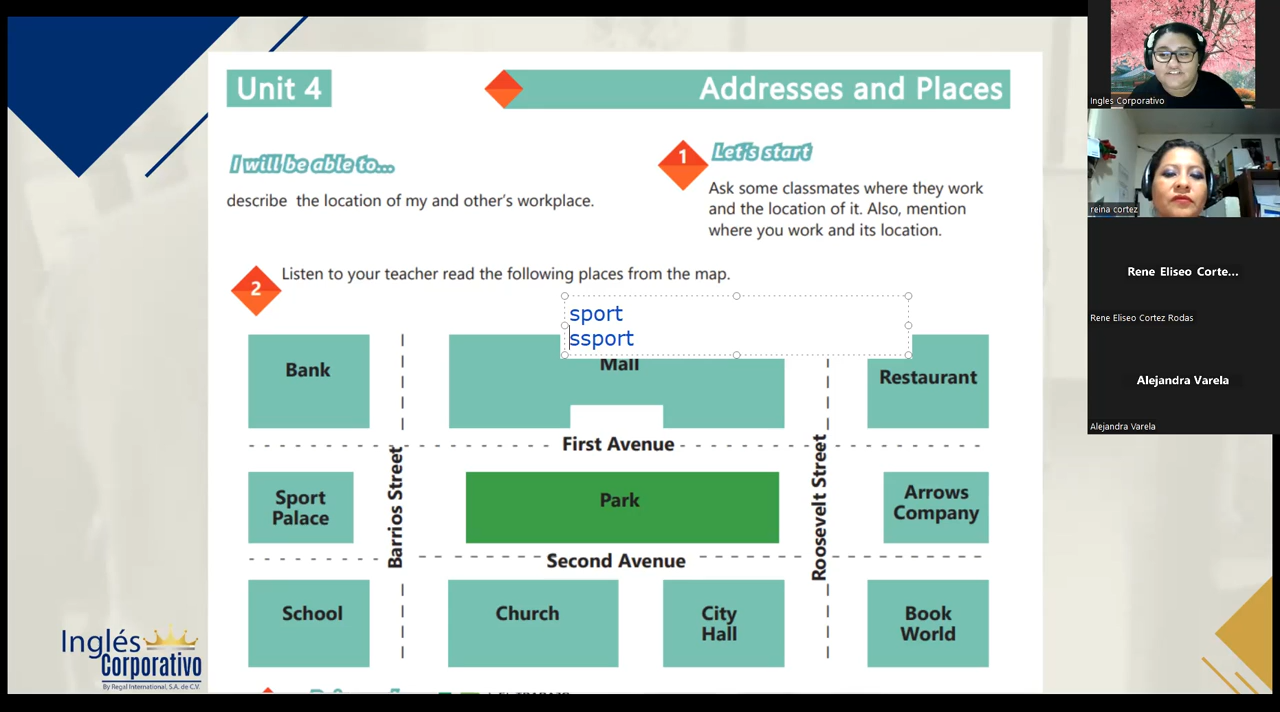 Unit 4
Addresses and Places
I will be able to...
describe the location of my and other's workplace.
1
Let's start
Ask some classmates where they work
and the location of it. Also, mention
where you work and its location.
2
Listen to your teacher read the following places from the map.
sport
ssport
Bank
Mall
Restaurant
First Avenue
Sport
Palace
Barrios Street
Park
Roosevelt Street
Arrows
Company
Second Avenue
School
Church
City
Hall
Book
World
Inglés
Corporativo
By Regal International, S.A. de C.V.
Ingles Corporativo
reina cortez
Rene Eliseo Corte...
Rene Eliseo Cortez Rodas
Alejandra Varela
Alejandra Varela